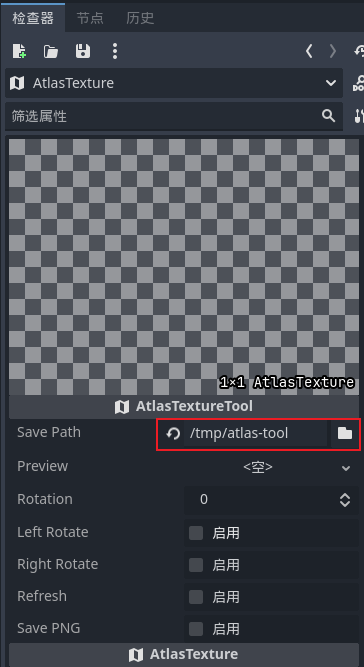 检查器 节点 历史
AtlasTexture
筛选属性
1×1 AtlasTexture
AtlasTextureTool
Save Path /tmp/atlas-tool
Preview <空>
Rotation 0
Left Rotate 启用
Right Rotate 启用
Refresh 启用
Save PNG 启用
AtlasTexture